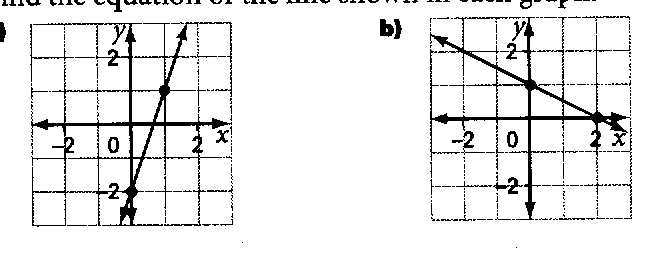 the equation of the line shown in each graph.
b)
y
2
-2
0
2
x
-2
y
2
-2
0
2
x
-2